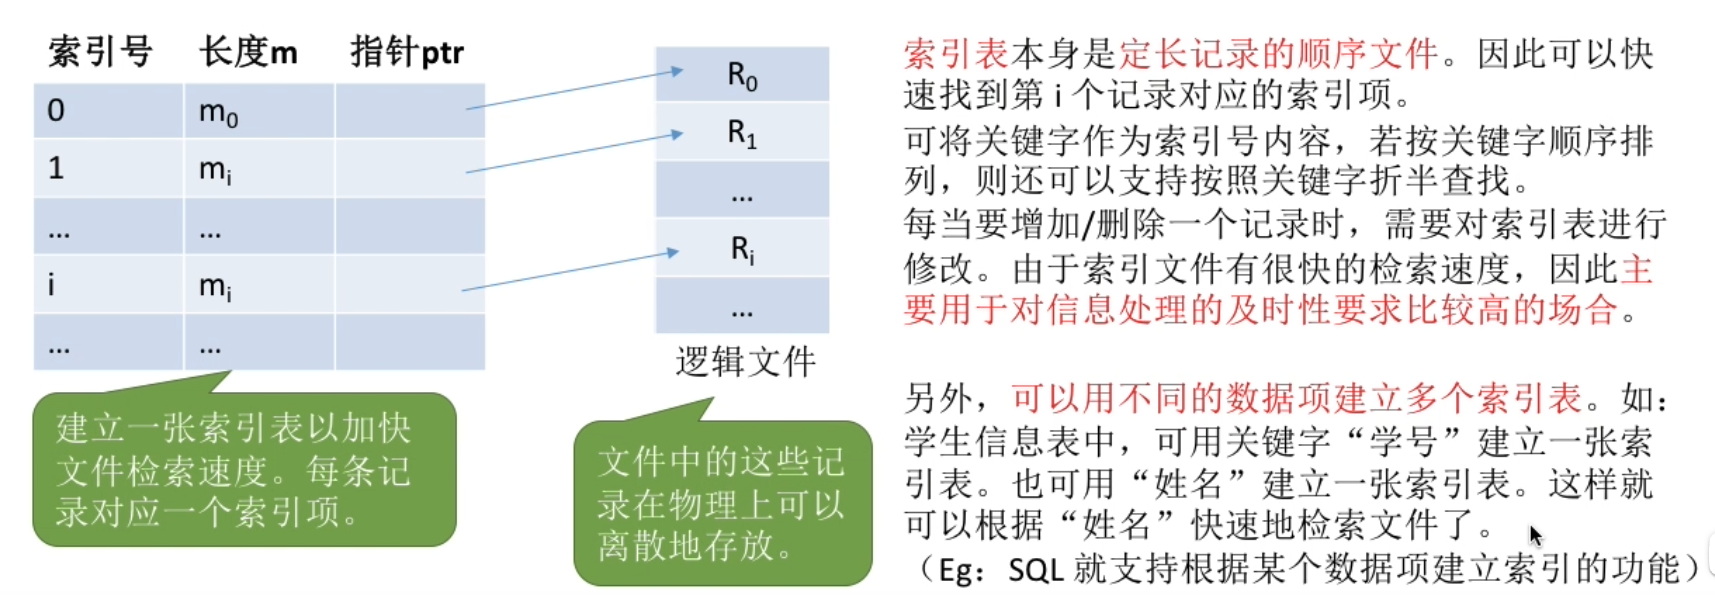 索引号 长度m 指针ptr
0 m0
1 mi
... ...
i mi
... ...
建立一张索引表以加快
文件检索速度。每条记
录对应一个索引项。
R0
R1
...
Ri
...
逻辑文件
文件中的这些记
录在物理上可以
离散地存放。
索引表本身是定长记录的顺序文件。因此可以快
速找到第 i 个记录对应的索引项。
可将关键字作为索引号内容，若按关键字顺序排
列，则还可以支持按照关键字折半查找。
每当要增加/删除一个记录时，需要对索引表进行
修改。由于索引文件有很快的检索速度，因此主
要用于对信息处理的及时性要求比较高的场合。
另外，可以用不同的数据项建立多个索引表。如：
学生信息表中，可用关键字“学号”建立一张索
引表。也可用“姓名”建立一张索引表。这样就
可以根据“姓名”快速地检索文件了。
（Eg：SQL 就支持根据某个数据项建立索引的功能）